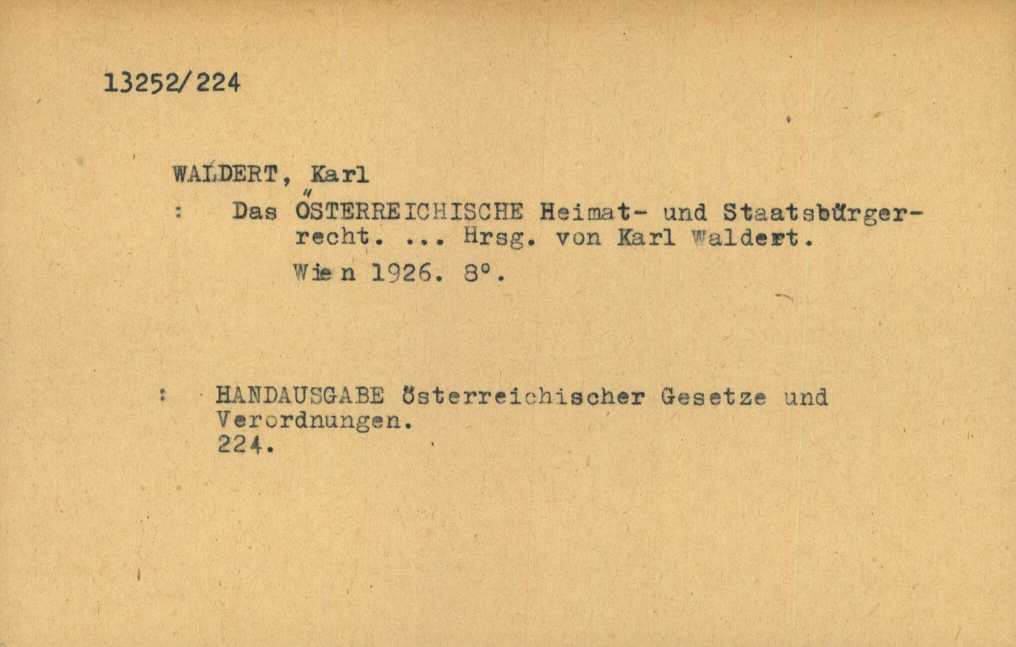 13252/224
WALDERT, Karl
: Das ÖSTERREICHISCHE Heimat- und Staatsbürger-
recht. ... Hrsg. von Karl Waldert.
Wien 1926. 8°.
: HANDAUSGABE österreichischer Gesetze und
Verordnungen.
224.